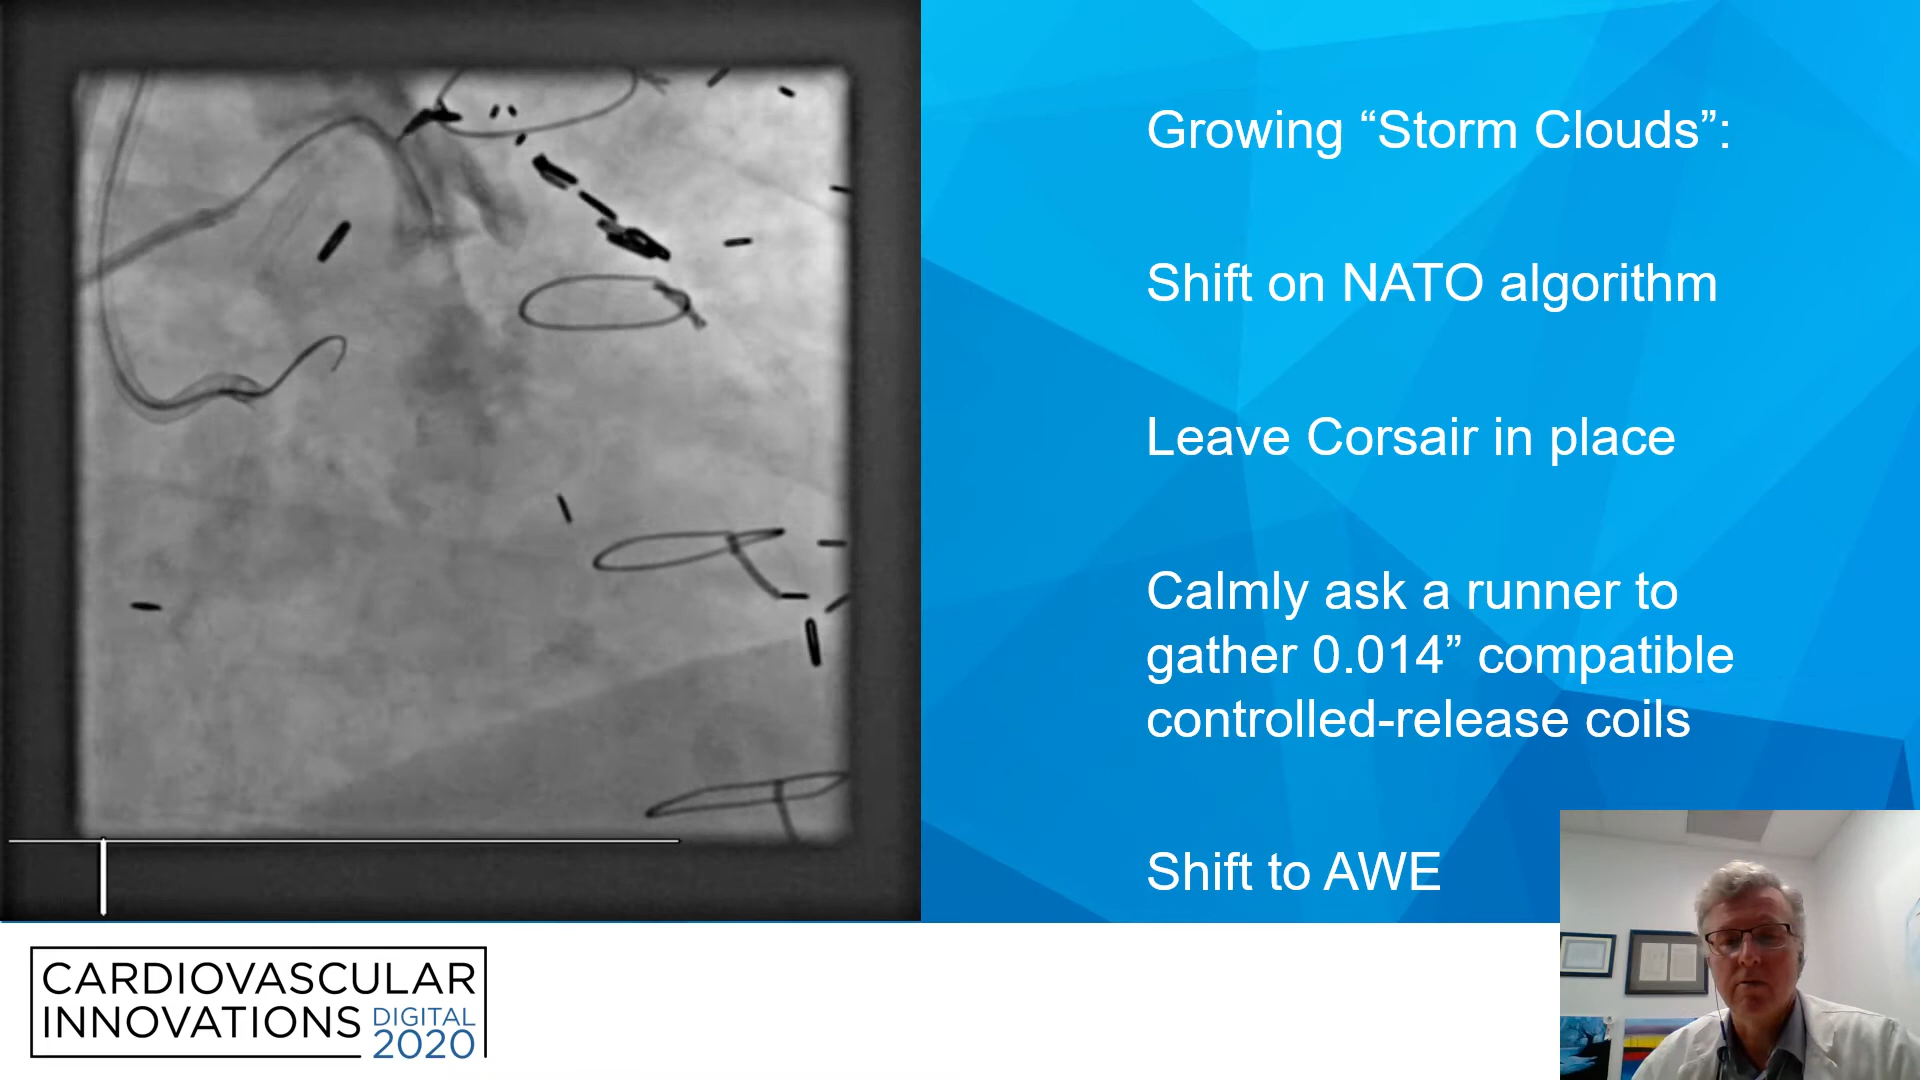 Growing “Storm Clouds”:
Shift on NATO algorithm
Leave Corsair in place
Calmly ask a runner to
gather 0.014” compatible
controlled-release coils
Shift to AWE
CARDIOVASCULAR
INNOVATIONS DIGITAL
2020